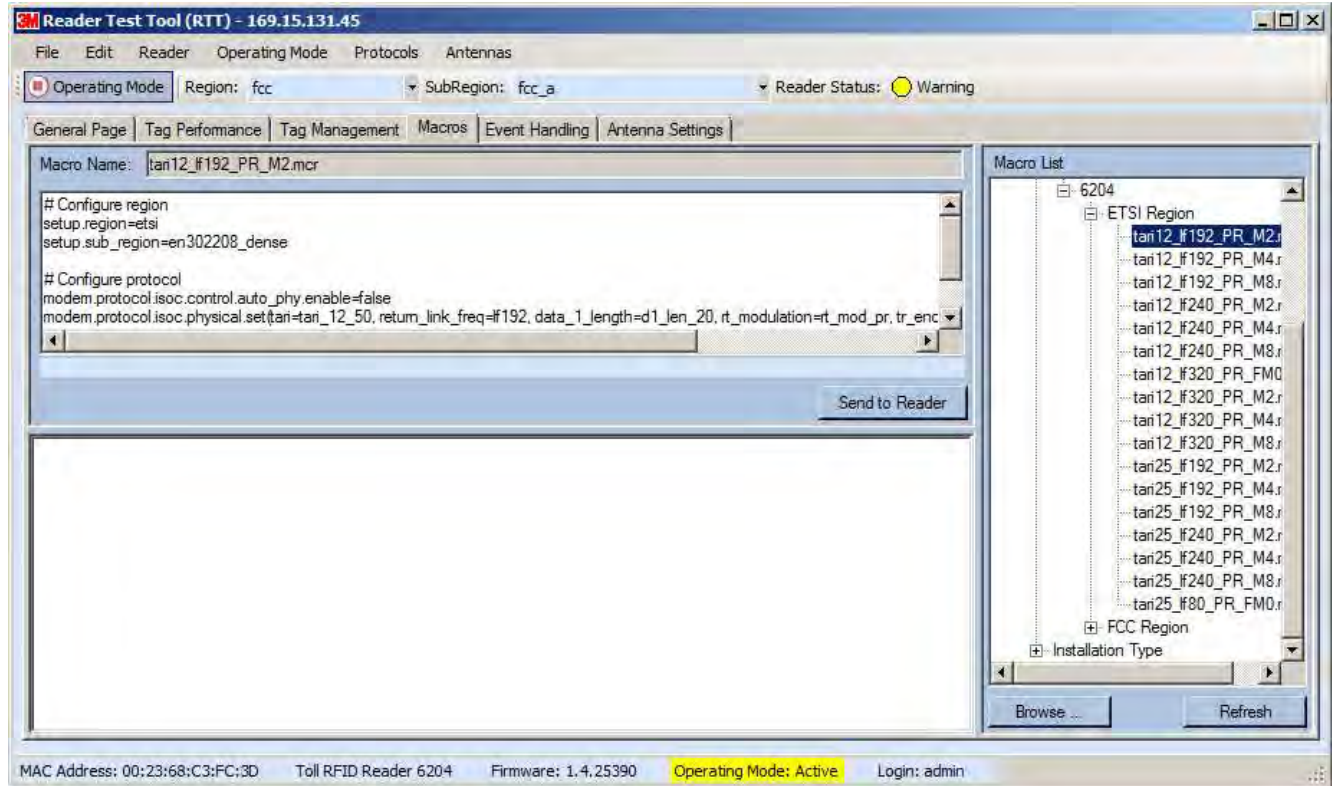 3M Reader Test Tool (RTT) - 169.15.131.45
File Edit Reader Operating Mode Protocols Antennas
Operating Mode Region: fcc SubRegion: fcc_a Reader Status: Warning
General Page Tag Perfomance Tag Management Macros Event Handling Antenna Settings
Macro Name: tari12_lf192_PR_M2.mcr
# Configure region
setup.region=etsi
setup.sub_region=en302208_dense
# Configure protocol
modem.protocol.isoc.control.auto_phy.enable=false
modem.protocol.isoc.physical.set(tari=tari_12_50, return_link_freq=lf192, data_1_length=d1_len_20, rt_modulation=rt_mod_pr, tr_enc
Send to Reader
Macro List
6204
ETSI Region
tari12_lf192_PR_M2.r
tari12_lf192_PR_M4.r
tari12_lf192_PR_M8.r
tari12_lf240_PR_M2.r
tari12_lf240_PR_M4.r
tari12_lf240_PR_M8.r
tari12_lf320_PR_FM0
tari12_lf320_PR_M2.r
tari12_lf320_PR_M4.r
tari12_lf320_PR_M8.r
tari25_lf192_PR_M2.r
tari25_lf192_PR_M4.r
tari25_lf192_PR_M8.r
tari25_lf240_PR_M2.r
tari25_lf240_PR_M4.r
tari25_lf240_PR_M8.r
tari25_lf80_PR_FM0.r
FCC Region
Installation Type
Browse ... Refresh
MAC Address: 00:23:68:C3:FC:3D Toll RFID Reader 6204 Firmware: 1.4.25390 Operating Mode: Active Login: admin